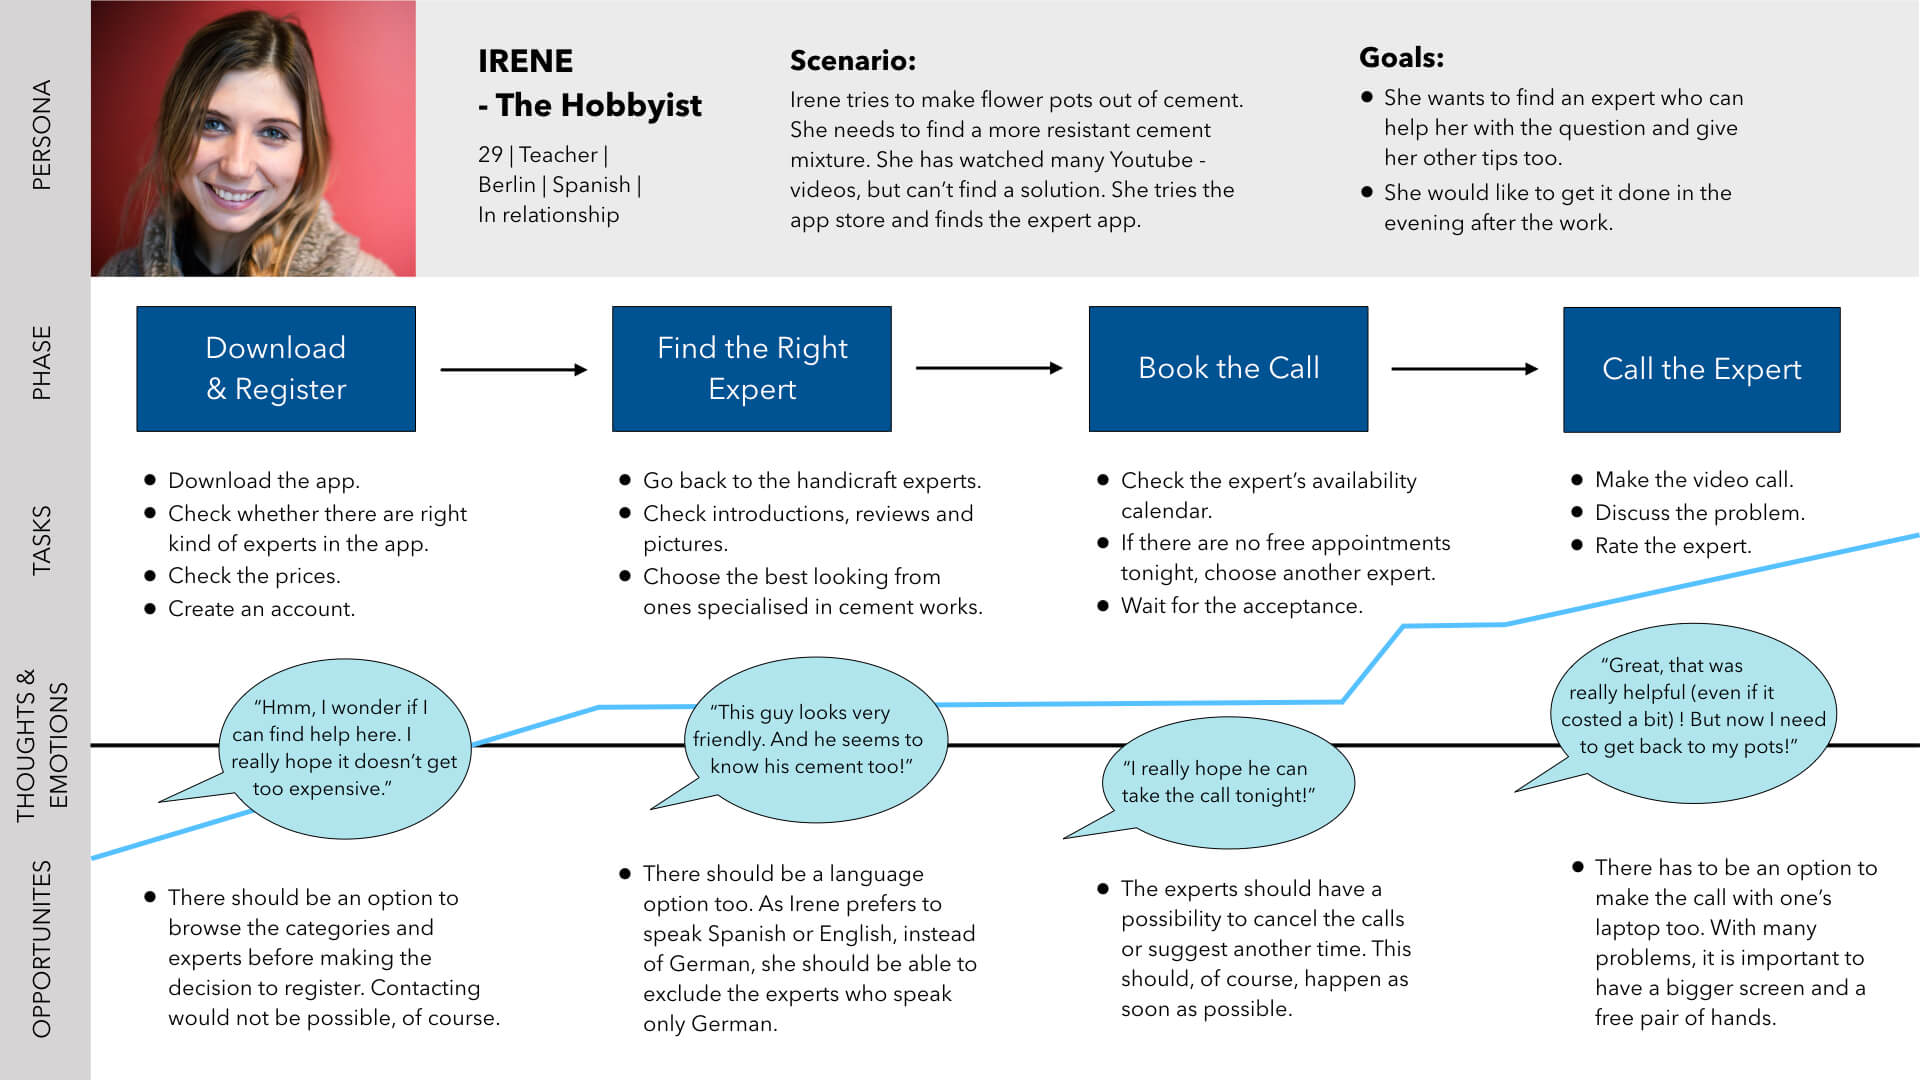 PERSONA
IRENE
- The Hobbyist
29 | Teacher |
Berlin | Spanish |
In relationship
Scenario:
Irene tries to make flower pots out of cement.
She needs to find a more resistant cement
mixture. She has watched many Youtube -
videos, but can’t find a solution. She tries the
app store and finds the expert app.
Goals:
● She wants to find an expert who can
help her with the question and give
her other tips too.
● She would like to get it done in the
evening after the work.
PHASE
Download
& Register
Find the Right
Expert
Book the Call
Call the Expert
TASKS
● Download the app.
● Check whether there are right
kind of experts in the app.
● Check the prices.
● Create an account.
● Go back to the handicraft experts.
● Check introductions, reviews and
pictures.
● Choose the best looking from
ones specialised in cement works.
● Check the expert’s availability
calendar.
● If there are no free appointments
tonight, choose another expert.
● Wait for the acceptance.
● Make the video call.
● Discuss the problem.
● Rate the expert.
THOUGHTS &
EMOTIONS
“Hmm, I wonder if I
can find help here. I
really hope it doesn’t get
too expensive.”
“This guy looks very
friendly. And he seems to
know his cement too!”
“I really hope he can
take the call tonight!”
“Great, that was
really helpful (even if it
costed a bit) ! But now I need
to get back to my pots!”
OPPORTUNITES
● There should be an option to
browse the categories and
experts before making the
decision to register. Contacting
would not be possible, of course.
● There should be a language
option too. As Irene prefers to
speak Spanish or English, instead
of German, she should be able to
exclude the experts who speak
only German.
● The experts should have a
possibility to cancel the calls
or suggest another time. This
should, of course, happen as
soon as possible.
● There has to be an option to
make the call with one’s
laptop too. With many
problems, it is important to
have a bigger screen and a
free pair of hands.